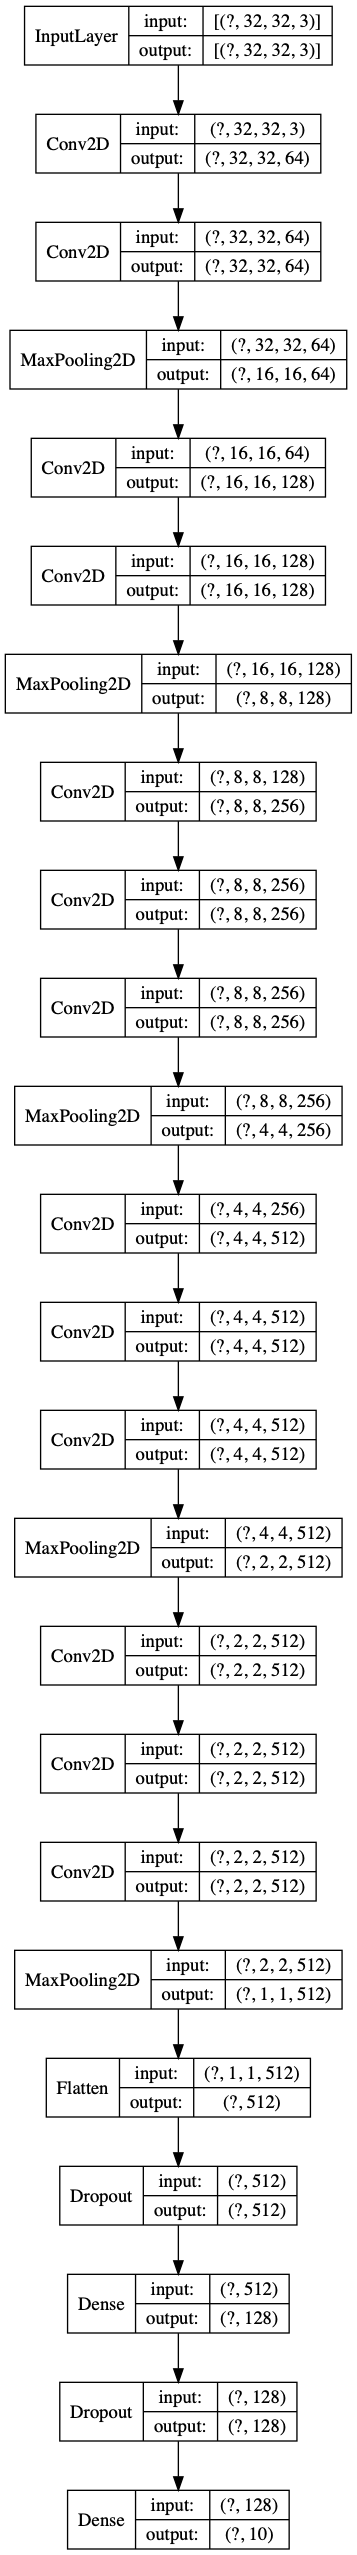 InputLayer input: [(?, 32, 32, 3)]
output: [(?, 32, 32, 3)]
Conv2D input: (?, 32, 32, 3)
output: (?, 32, 32, 64)
Conv2D input: (?, 32, 32, 64)
output: (?, 32, 32, 64)
MaxPooling2D input: (?, 32, 32, 64)
output: (?, 16, 16, 64)
Conv2D input: (?, 16, 16, 64)
output: (?, 16, 16, 128)
Conv2D input: (?, 16, 16, 128)
output: (?, 16, 16, 128)
MaxPooling2D input: (?, 16, 16, 128)
output: (?, 8, 8, 128)
Conv2D input: (?, 8, 8, 128)
output: (?, 8, 8, 256)
Conv2D input: (?, 8, 8, 256)
output: (?, 8, 8, 256)
Conv2D input: (?, 8, 8, 256)
output: (?, 8, 8, 256)
MaxPooling2D input: (?, 8, 8, 256)
output: (?, 4, 4, 256)
Conv2D input: (?, 4, 4, 256)
output: (?, 4, 4, 512)
Conv2D input: (?, 4, 4, 512)
output: (?, 4, 4, 512)
Conv2D input: (?, 4, 4, 512)
output: (?, 4, 4, 512)
MaxPooling2D input: (?, 4, 4, 512)
output: (?, 2, 2, 512)
Conv2D input: (?, 2, 2, 512)
output: (?, 2, 2, 512)
Conv2D input: (?, 2, 2, 512)
output: (?, 2, 2, 512)
Conv2D input: (?, 2, 2, 512)
output: (?, 2, 2, 512)
MaxPooling2D input: (?, 2, 2, 512)
output: (?, 1, 1, 512)
Flatten input: (?, 1, 1, 512)
output: (?, 512)
Dropout input: (?, 512)
output: (?, 512)
Dense input: (?, 512)
output: (?, 128)
Dropout input: (?, 128)
output: (?, 128)
Dense input: (?, 128)
output: (?, 10)